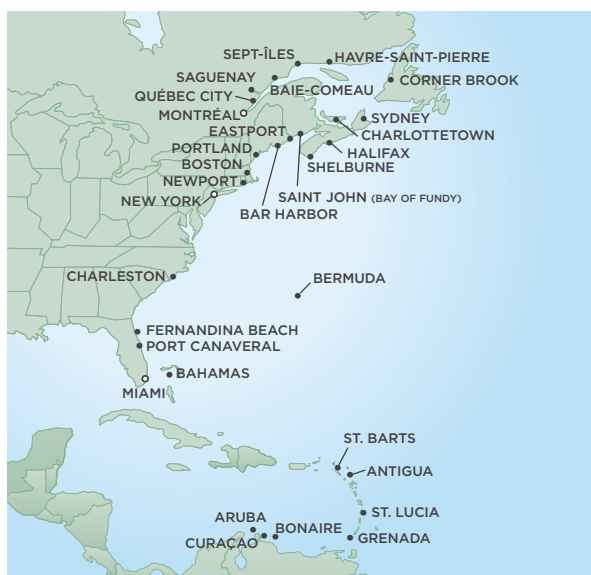 SEPT-ÎLES
HAVRE-SAINT-PIERRE
SAGUENAY
BAIE-COMEAU
CORNER BROOK
QUÉBEC CITY
MONTRÉAL
SYDNEY
EASTPORT
CHARLOTTETOWN
PORTLAND
HALIFAX
BOSTON
SHELBURNE
NEWPORT
SAINT JOHN (BAY OF FUNDY)
NEW YORK
BAR HARBOR
CHARLESTON
BERMUDA
FERNANDINA BEACH
PORT CANAVERAL
BAHAMAS
MIAMI
ST. BARTS
ANTIGUA
ST. LUCIA
ARUBA
BONAIRE
CURAÇAO
GRENADA